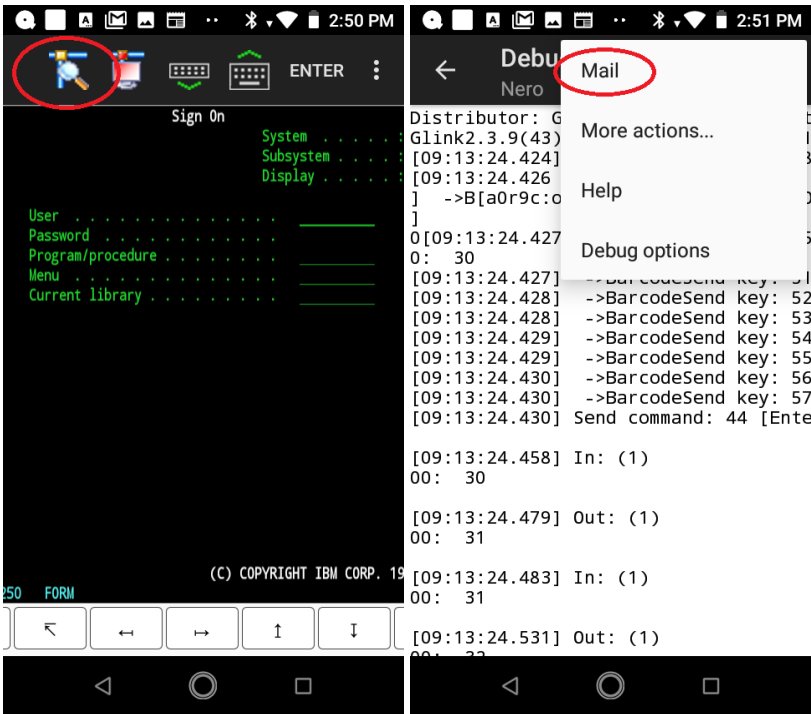 2:50 PM
ENTER
Sign On
System . . . . . :
Subsystem . . . . :
Display . . . . . :
User . . . . . . . . . . . . . .
Password . . . . . . . . . . . .
Program/procedure . . . . . . . .
Menu . . . . . . . . . . . . . .
Current library . . . . . . . . .
(C) COPYRIGHT IBM CORP. 19
250 FORM
2:51 PM
Debu
Nero
Mail
More actions...
Help
Debug options
Distributor: G
Glink2.3.9(43)
[09:13:24.424]
[09:13:24.426
] ->B[a0r9c:o
]
0[09:13:24.427
0: 30
[09:13:24.427] ->BarcodeSend key: 51
[09:13:24.428] ->BarcodeSend key: 52
[09:13:24.428] ->BarcodeSend key: 53
[09:13:24.429] ->BarcodeSend key: 54
[09:13:24.429] ->BarcodeSend key: 55
[09:13:24.430] ->BarcodeSend key: 56
[09:13:24.430] ->BarcodeSend key: 57
[09:13:24.430] Send command: 44 [Ente
[09:13:24.458] In: (1)
00: 30
[09:13:24.479] Out: (1)
00: 31
[09:13:24.483] In: (1)
00: 31
[09:13:24.531] Out: (1)
00: 32